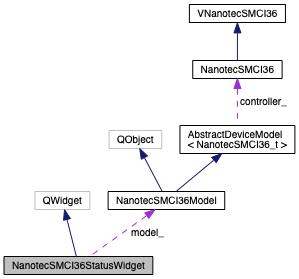 VNanotecSMCI36
NanotecSMCI36
controller_
AbstractDeviceModel
< NanotecSMCI36_t >
QObject
QWidget
NanotecSMCI36Model
model_
NanotecSMCI36StatusWidget